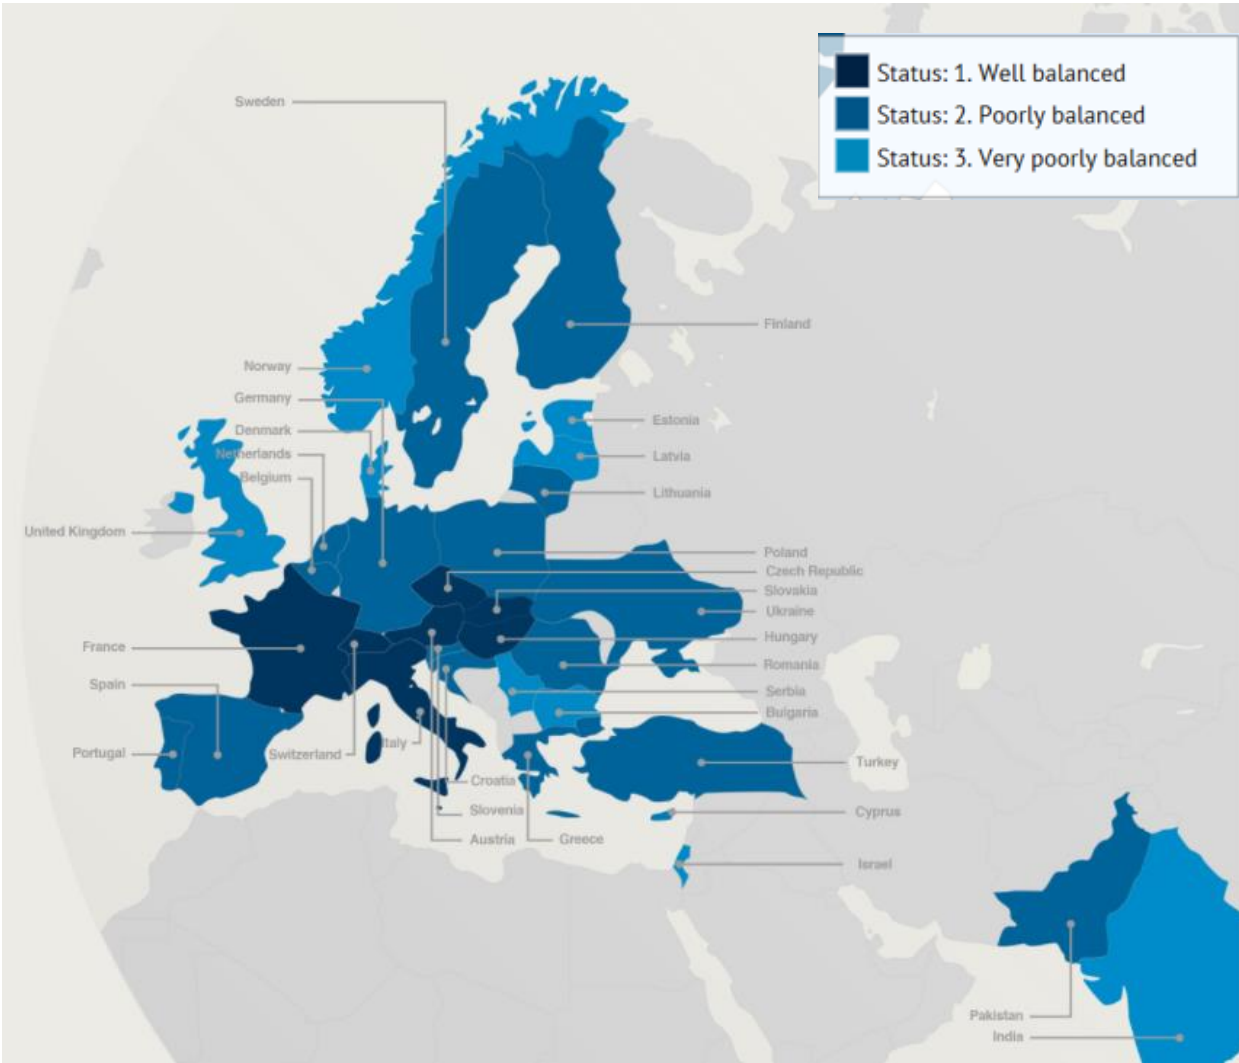 Status: 1. Well balanced
Status: 2. Poorly balanced
Status: 3. Very poorly balanced
Sweden
Finland
Norway
Germany
Estonia
Denmark
Netherlands
Latvia
Belgium
Lithuania
United Kingdom
Poland
Czech Republic
Slovakia
Ukraine
Hungary
France
Romania
Spain
Serbia
Bulgaria
Portugal
Switzerland
Italy
Turkey
Croatia
Slovenia
Cyprus
Austria
Greece
Israel
Pakistan
India